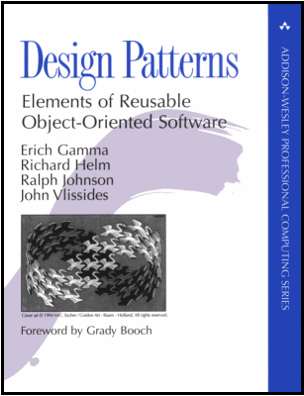 Design Patterns
Elements of Reusable
Object-Oriented Software
Erich Gamma
Richard Helm
Ralph Johnson
John Vlissides
Cover art © 1994 M.C. Escher / Cordon Art - Baarn - Holland. All rights reserved.
Foreword by Grady Booch
ADDISON-WESLEY PROFESSIONAL COMPUTING SERIES